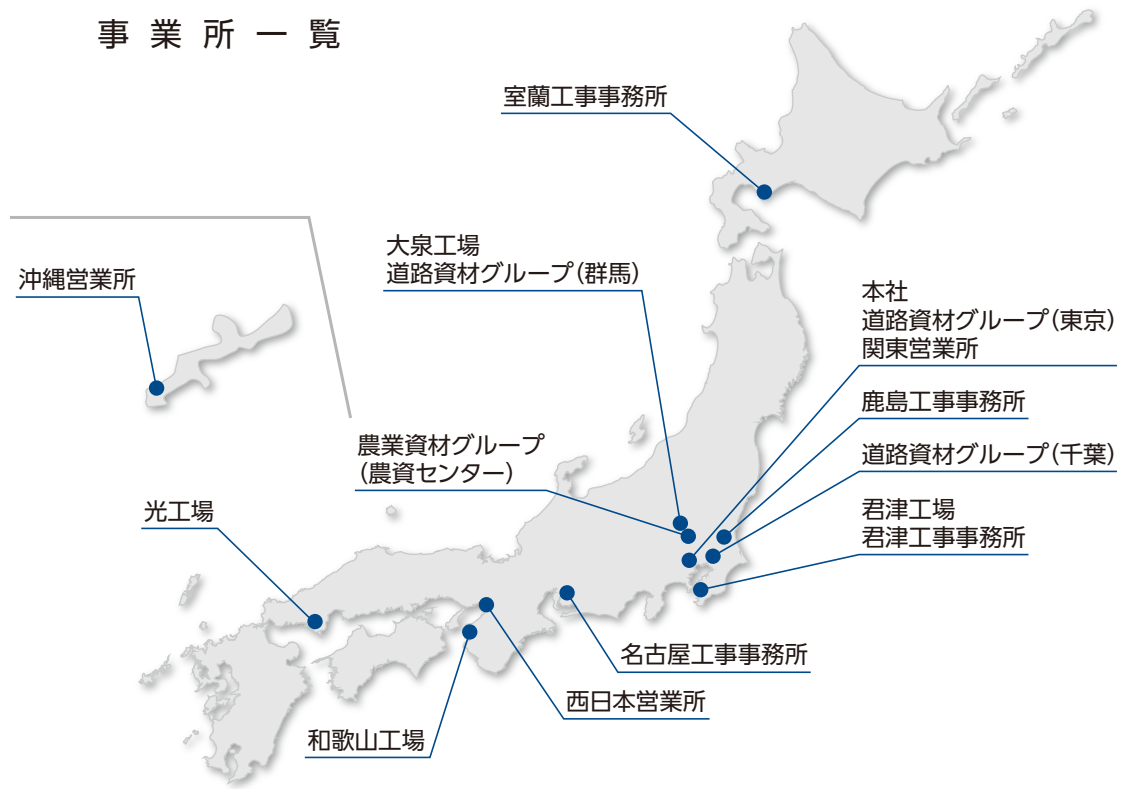 事業所一覧
室蘭工事事務所
大泉工場
道路資材グループ(群馬)
沖縄営業所
本社
道路資材グループ(東京)
関東営業所
鹿島工事事務所
農業資材グループ
(農資センター)
道路資材グループ(千葉)
光工場
君津工場
君津工事事務所
名古屋工事事務所
西日本営業所
和歌山工場